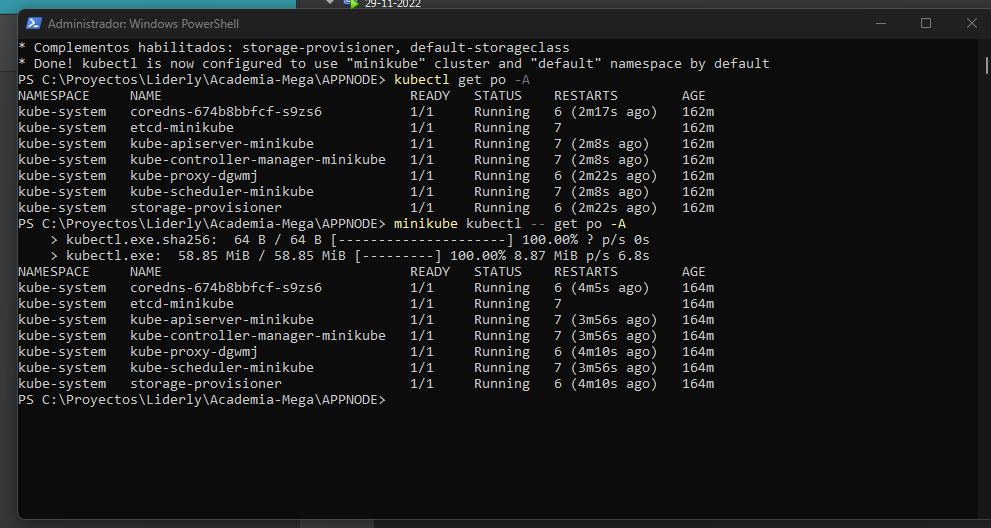 29-11-2022
Administrador: Windows PowerShell
* Complementos habilitados: storage-provisioner, default-storageclass
* Done! kubectl is now configured to use "minikube" cluster and "default" namespace by default
PS C:\Proyectos\Liderly\Academia-Mega\APPNODE> kubectl get po -A
NAMESPACE NAME READY STATUS RESTARTS AGE
kube-system coredns-674b8bbfcf-s9zs6 1/1 Running 6 (2m17s ago) 162m
kube-system etcd-minikube 1/1 Running 7 162m
kube-system kube-apiserver-minikube 1/1 Running 7 (2m8s ago) 162m
kube-system kube-controller-manager-minikube 1/1 Running 7 (2m8s ago) 162m
kube-system kube-proxy-dgwmj 1/1 Running 6 (2m22s ago) 162m
kube-system kube-scheduler-minikube 1/1 Running 7 (2m8s ago) 162m
kube-system storage-provisioner 1/1 Running 6 (2m22s ago) 162m
PS C:\Proyectos\Liderly\Academia-Mega\APPNODE> minikube kubectl -- get po -A
> kubectl.exe.sha256: 64 B / 64 B [---------------------] 100.00% ? p/s 0s
> kubectl.exe: 58.85 MiB / 58.85 MiB [---------] 100.00% 8.87 MiB p/s 6.8s
NAMESPACE NAME READY STATUS RESTARTS AGE
kube-system coredns-674b8bbfcf-s9zs6 1/1 Running 6 (4m5s ago) 164m
kube-system etcd-minikube 1/1 Running 7 164m
kube-system kube-apiserver-minikube 1/1 Running 7 (3m56s ago) 164m
kube-system kube-controller-manager-minikube 1/1 Running 7 (3m56s ago) 164m
kube-system kube-proxy-dgwmj 1/1 Running 6 (4m10s ago) 164m
kube-system kube-scheduler-minikube 1/1 Running 7 (3m56s ago) 164m
kube-system storage-provisioner 1/1 Running 6 (4m10s ago) 164m
PS C:\Proyectos\Liderly\Academia-Mega\APPNODE>